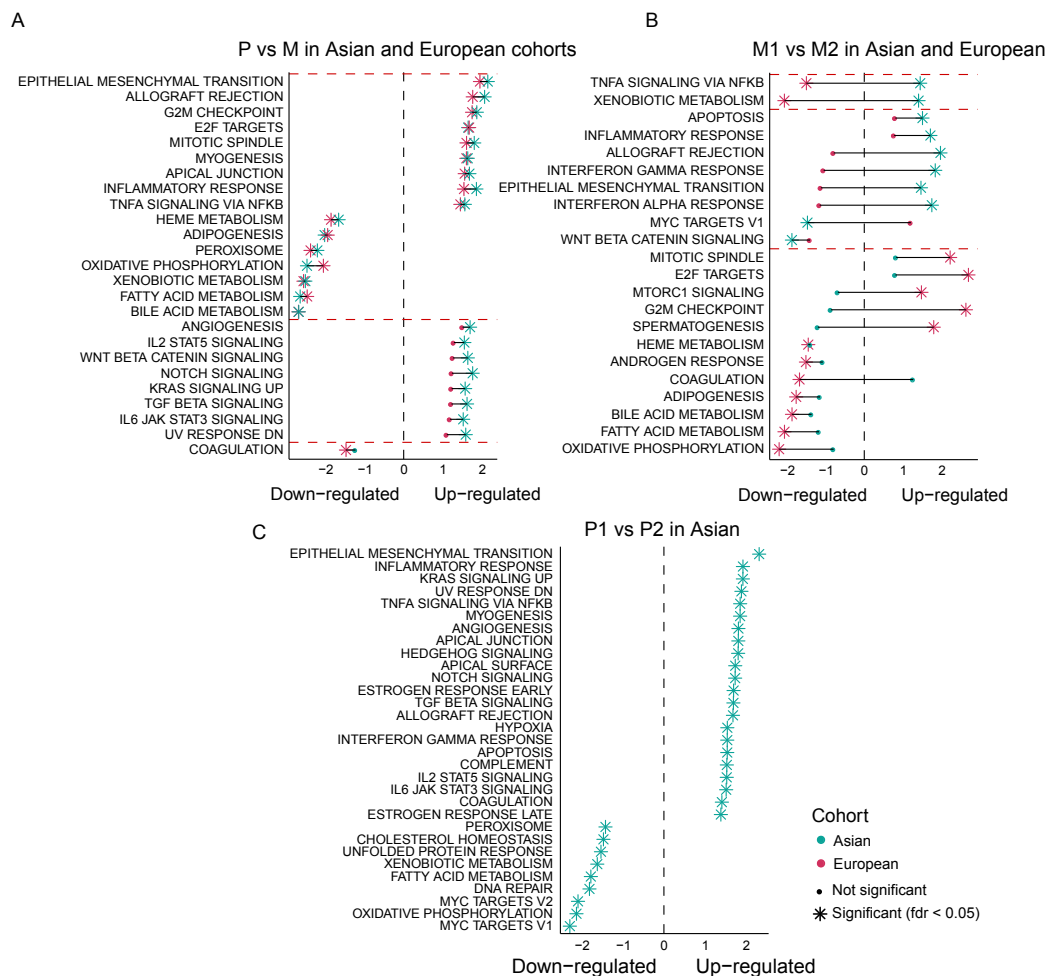 A
P vs M in Asian and European cohorts
EPITHELIAL MESENCHYMAL TRANSITION
ALLOGRAFT REJECTION
G2M CHECKPOINT
E2F TARGETS
MITOTIC SPINDLE
MYOGENESIS
APICAL JUNCTION
INFLAMMATORY RESPONSE
TNFA SIGNALING VIA NFKB
HEME METABOLISM
ADIPOGENESIS
PEROXISOME
OXIDATIVE PHOSPHORYLATION
XENOBIOTIC METABOLISM
FATTY ACID METABOLISM
BILE ACID METABOLISM
ANGIOGENESIS
IL2 STAT5 SIGNALING
WNT BETA CATENIN SIGNALING
NOTCH SIGNALING
KRAS SIGNALING UP
TGF BETA SIGNALING
IL6 JAK STAT3 SIGNALING
UV RESPONSE DN
COAGULATION
−2 −1 0 1 2
Down−regulated Up−regulated
B
M1 vs M2 in Asian and European
TNFA SIGNALING VIA NFKB
XENOBIOTIC METABOLISM
APOPTOSIS
INFLAMMATORY RESPONSE
ALLOGRAFT REJECTION
INTERFERON GAMMA RESPONSE
EPITHELIAL MESENCHYMAL TRANSITION
INTERFERON ALPHA RESPONSE
MYC TARGETS V1
WNT BETA CATENIN SIGNALING
MITOTIC SPINDLE
E2F TARGETS
MTORC1 SIGNALING
G2M CHECKPOINT
SPERMATOGENESIS
HEME METABOLISM
ANDROGEN RESPONSE
COAGULATION
ADIPOGENESIS
BILE ACID METABOLISM
FATTY ACID METABOLISM
OXIDATIVE PHOSPHORYLATION
−2 −1 0 1 2
Down−regulated Up−regulated
C
P1 vs P2 in Asian
EPITHELIAL MESENCHYMAL TRANSITION
INFLAMMATORY RESPONSE
KRAS SIGNALING UP
UV RESPONSE DN
TNFA SIGNALING VIA NFKB
MYOGENESIS
ANGIOGENESIS
APICAL JUNCTION
HEDGEHOG SIGNALING
APICAL SURFACE
NOTCH SIGNALING
ESTROGEN RESPONSE EARLY
TGF BETA SIGNALING
ALLOGRAFT REJECTION
HYPOXIA
INTERFERON GAMMA RESPONSE
APOPTOSIS
COMPLEMENT
IL2 STAT5 SIGNALING
IL6 JAK STAT3 SIGNALING
COAGULATION
ESTROGEN RESPONSE LATE
PEROXISOME
CHOLESTEROL HOMEOSTASIS
UNFOLDED PROTEIN RESPONSE
XENOBIOTIC METABOLISM
FATTY ACID METABOLISM
DNA REPAIR
MYC TARGETS V2
OXIDATIVE PHOSPHORYLATION
MYC TARGETS V1
−2 −1 0 1 2
Down−regulated Up−regulated
Cohort
Asian
European
Not significant
Significant (fdr < 0.05)